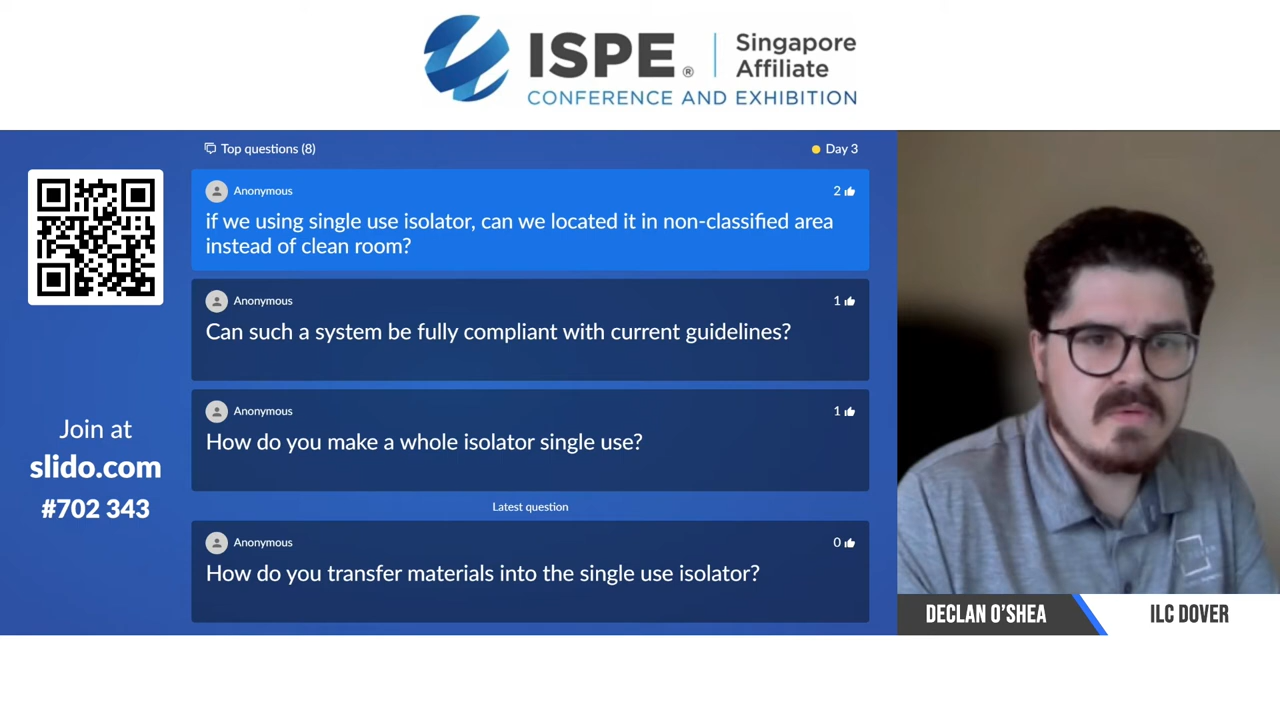 ISPE® Singapore
Affiliate
CONFERENCE AND EXHIBITION
Top questions (8)
Day 3
Anonymous
2
if we using single use isolator, can we located it in non-classified area
instead of clean room?
Anonymous
1
Can such a system be fully compliant with current guidelines?
Anonymous
1
How do you make a whole isolator single use?
Latest question
Anonymous
0
How do you transfer materials into the single use isolator?
Join at
slido.com
#702 343
DECLAN O'SHEA
ILC DOVER